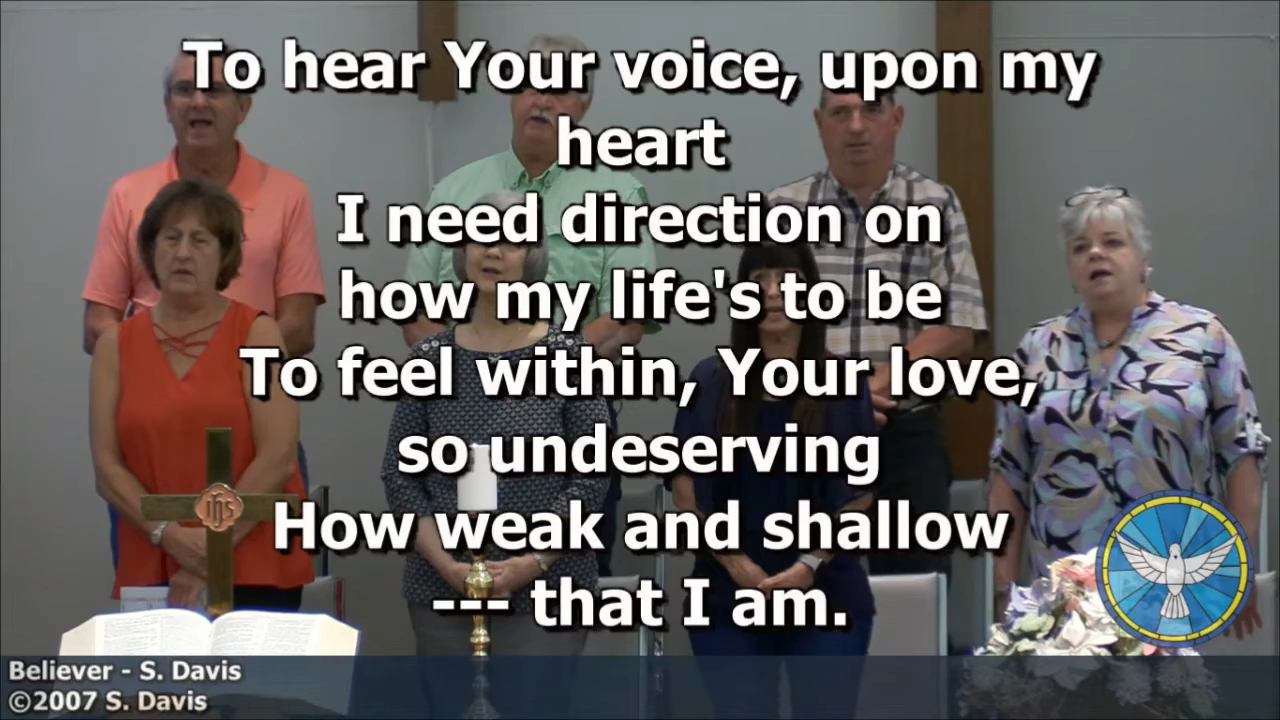 To hear Your voice, upon my
heart
I need direction on
how my life's to be
To feel within, Your love,
so undeserving
How weak and shallow
--- that I am.
IHS
Believer - S. Davis
©2007 S. Davis